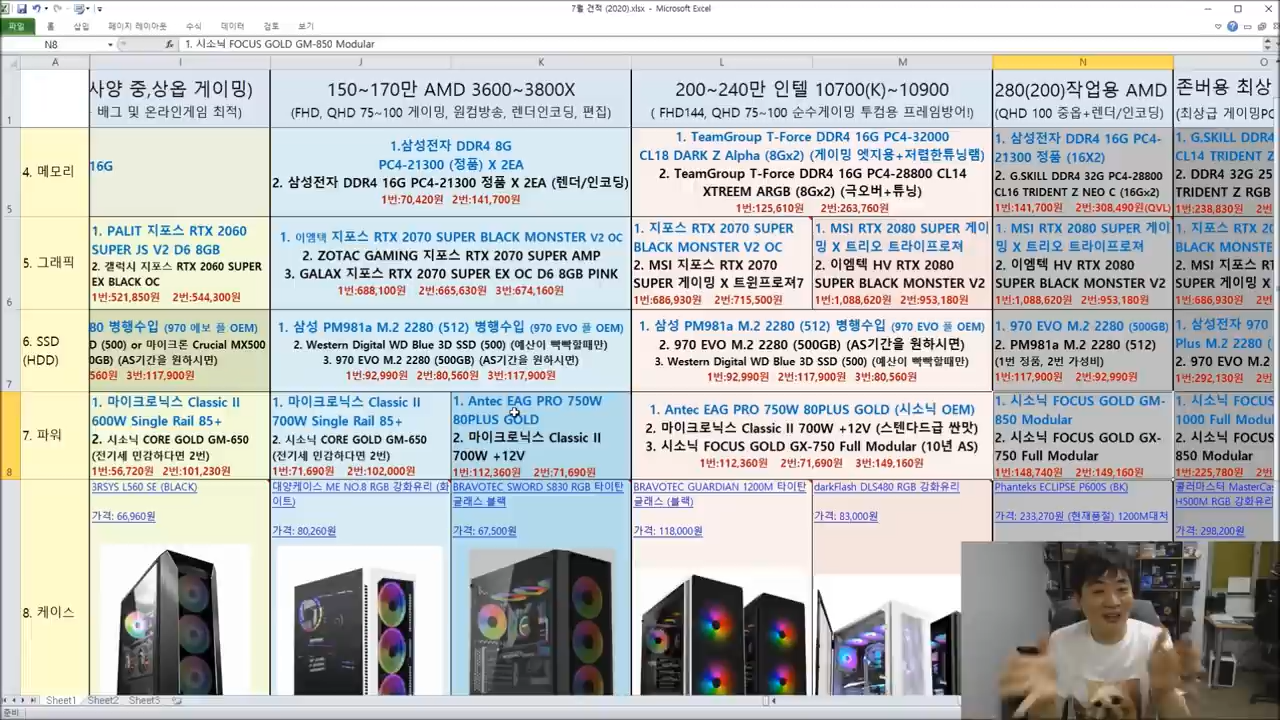 7월 견적 (2020).xlsx - Microsoft Excel
파일 홈 삽입 페이지 레이아웃 수식 데이터 검토 보기
N8 fx 1. 시소닉 FOCUS GOLD GM-850 Modular
A I J K L M N O
1
사양 중,상옵 게이밍)
배그 및 온라인게임 최적)
150~170만 AMD 3600~3800X
(FHD, QHD 75~100 게이밍, 원컴방송, 렌더인코딩, 편집)
200~240만 인텔 10700(K)~10900
( FHD144, QHD 75~100 순수게이밍 투컴용 프레임방어!)
280(200)작업용 AMD
(QHD 100 중옵+렌더/인코딩)
존버용 최상
(최상급 게이밍PC
4. 메모리
5
16G
1.삼성전자 DDR4 8G
PC4-21300 (정품) X 2EA
2. 삼성전자 DDR4 16G PC4-21300 정품 X 2EA (렌더/인코딩)
1번:70,420원 2번:141,700원
1. TeamGroup T-Force DDR4 16G PC4-32000
CL18 DARK Z Alpha (8Gx2) (게이밍 엣지용+저렴한튜닝램)
2. TeamGroup T-Force DDR4 16G PC4-28800 CL14
XTREEM ARGB (8Gx2) (극오버+튜닝)
1번:125,610원 2번:263,760원
1. 삼성전자 DDR4 16G PC4-
21300 정품 (16X2)
2. G.SKILL DDR4 32G PC4-28800
CL16 TRIDENT Z NEO C (16Gx2)
1번:141,700원 2번:308,490원(QVL)
1. G.SKILL DDR4
CL14 TRIDENT Z
2. DDR4 32G 25
TRIDENT Z RGB
1번:238,830원 2
5. 그래픽
6
1. PALIT 지포스 RTX 2060
SUPER JS V2 D6 8GB
2. 갤럭시 지포스 RTX 2060 SUPER
EX BLACK OC
1번:521,850원 2번:544,300원
1. 이엠텍 지포스 RTX 2070 SUPER BLACK MONSTER V2 OC
2. ZOTAC GAMING 지포스 RTX 2070 SUPER AMP
3. GALAX 지포스 RTX 2070 SUPER EX OC D6 8GB PINK
1번:688,100원 2번:665,630원 3번:674,160원
1. 지포스 RTX 2070 SUPER
BLACK MONSTER V2 OC
2. MSI 지포스 RTX 2070
SUPER 게이밍 X 트윈프로져7
1번:686,930원 2번:715,500원
1. MSI RTX 2080 SUPER 게이
밍 X 트리오 트라이프로져
2. 이엠텍 HV RTX 2080
SUPER BLACK MONSTER V2
1번:1,088,620원 2번:953,180원
1. MSI RTX 2080 SUPER 게이
밍 X 트리오 트라이프로져
2. 이엠텍 HV RTX 2080
SUPER BLACK MONSTER V2
1번:1,088,620원 2번:953,180원
1. 지포스 RTX
BLACK MONST
2. MSI 지포스 RT
SUPER 게이밍 X
1번:686,930원 2
6. SSD
(HDD)
7
80 병행수입 (970 에보 플 OEM)
D (500) or 마이크론 Crucial MX500
0GB) (AS기간을 원하시면)
560원 3번:117,900원
1. 삼성 PM981a M.2 2280 (512) 병행수입 (970 EVO 플 OEM)
2. Western Digital WD Blue 3D SSD (500) (예산이 빡빡할때만)
3. 970 EVO M.2 2280 (500GB) (AS기간을 원하시면)
1번:92,990원 2번:80,560원 3번:117,900원
1. 삼성 PM981a M.2 2280 (512) 병행수입 (970 EVO 플 OEM)
2. 970 EVO M.2 2280 (500GB) (AS기간을 원하시면)
3. Western Digital WD Blue 3D SSD (500) (예산이 빡빡할때만)
1번:92,990원 2번:117,900원 3번:80,560원
1. 970 EVO M.2 2280 (500GB)
2. PM981a M.2 2280 (512)
(1번 정품, 2번 가성비)
1번:117,900원 2번:92,990원
1. 삼성전자 970
Plus M.2 2280 (
2. 970 EVO M.2
1번:292,130원 2
7. 파워
8
1. 마이크로닉스 Classic II
600W Single Rail 85+
2. 시소닉 CORE GOLD GM-650
(전기세 민감하다면 2번)
1번:56,720원 2번:101,230원
1. 마이크로닉스 Classic II
700W Single Rail 85+
2. 시소닉 CORE GOLD GM-650
(전기세 민감하다면 2번)
1번:71,690원 2번:102,000원
1. Antec EAG PRO 750W
80PLUS GOLD
2. 마이크로닉스 Classic II
700W +12V
1번:112,360원 2번:71,690원
1. Antec EAG PRO 750W 80PLUS GOLD (시소닉 OEM)
2. 마이크로닉스 Classic II 700W +12V (스텐다드급 싼맛)
3. 시소닉 FOCUS GOLD GX-750 Full Modular (10년 AS)
1번:112,360원 2번:71,690원 3번:149,160원
1. 시소닉 FOCUS GOLD GM-
850 Modular
2. 시소닉 FOCUS GOLD GX-
750 Full Modular
1번:148,740원 2번:149,160원
1. 시소닉 FOCUS
1000 Full Modul
2. 시소닉 FOCUS
850 Modular
1번:225,780원 2
8. 케이스
3RSYS L560 SE (BLACK)
가격: 66,960원
대양케이스 ME NO.8 RGB 강화유리 (화
이트)
가격: 80,260원
BRAVOTEC SWORD S830 RGB 타이탄
글래스 블랙
가격: 67,500원
BRAVOTEC GUARDIAN 1200M 타이탄
글래스 (블랙)
가격: 118,000원
darkFlash DLS480 RGB 강화유리
가격: 83,000원
Phanteks ECLIPSE P600S (BK)
가격: 233,270원 (현재품절) 1200M대처
쿨러마스터 MasterCas
H500M RGB 강화유리
가격: 298,200원
Sheet1 Sheet2 Sheet3
준비